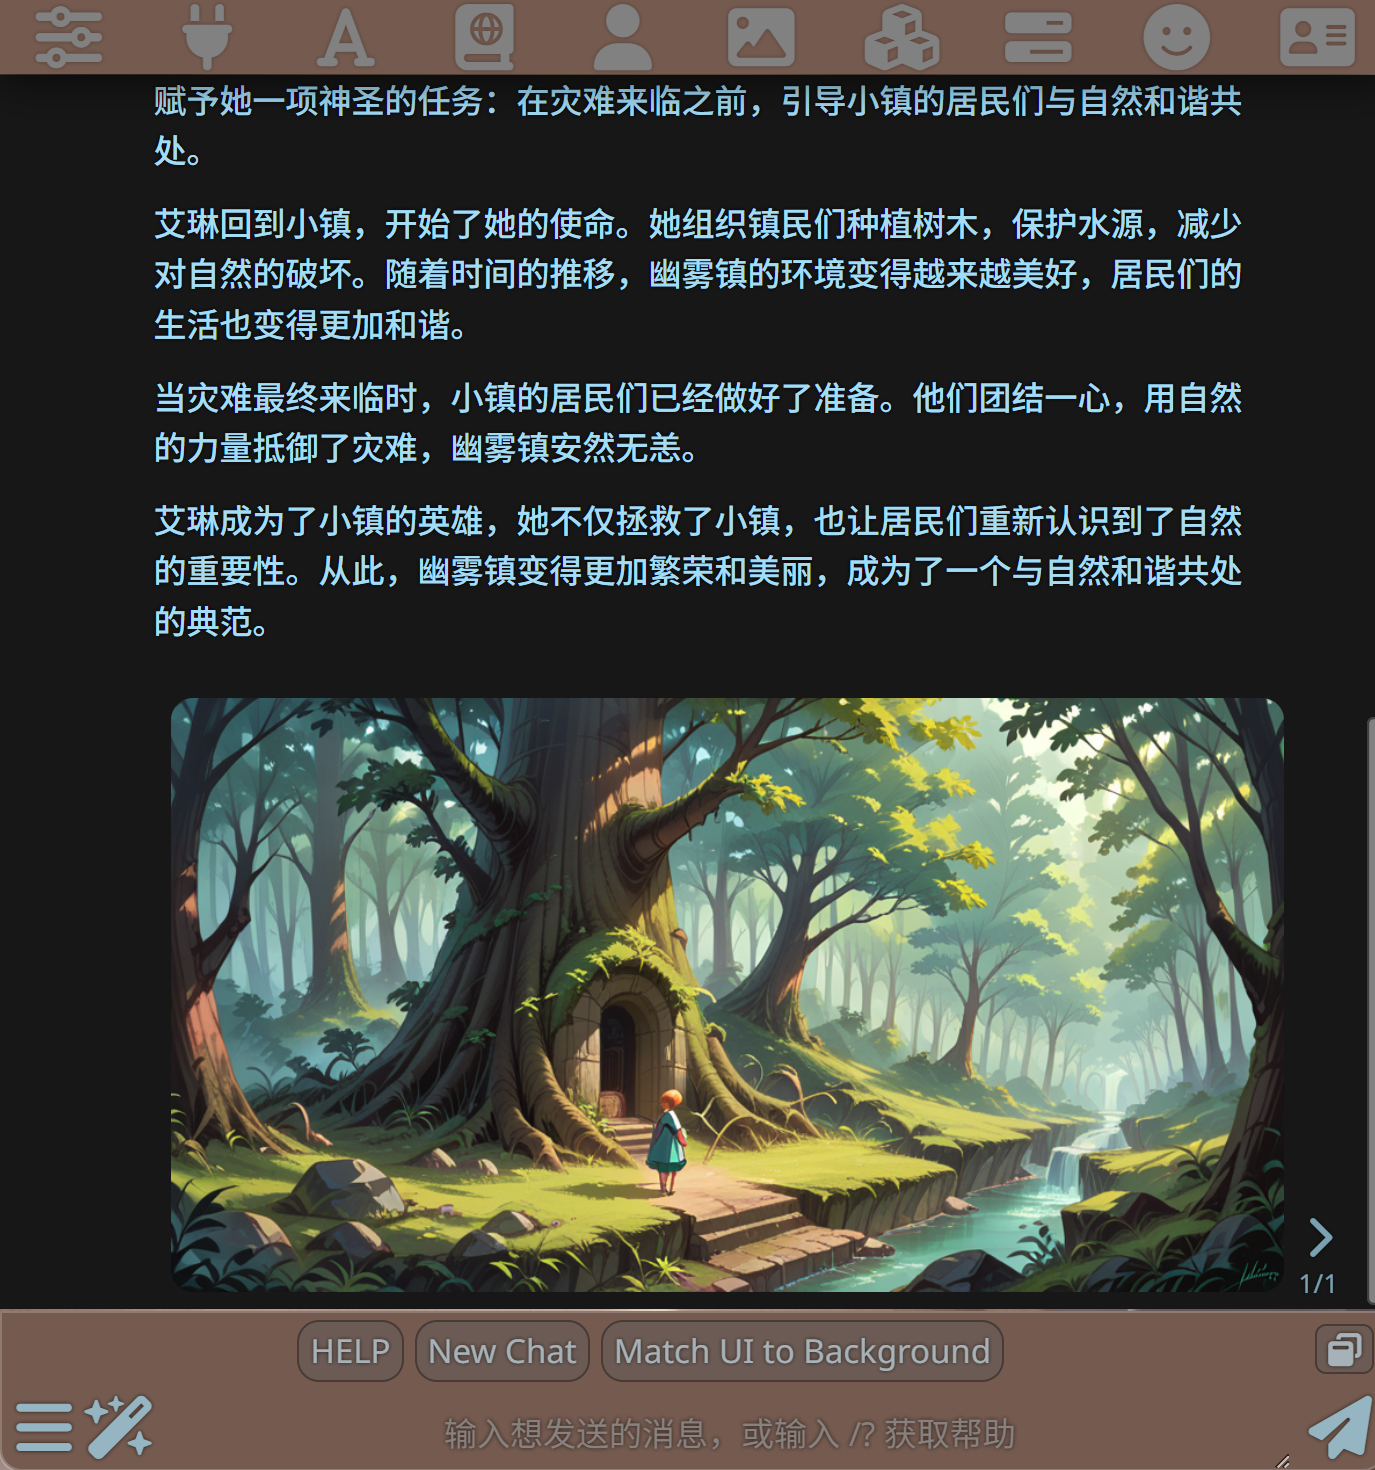 赋予她一项神圣的任务：在灾难来临之前，引导小镇的居民们与自然和谐共
处。
艾琳回到小镇，开始了她的使命。她组织镇民们种植树木，保护水源，减少
对自然的破坏。随着时间的推移，幽雾镇的环境变得越来越美好，居民们的
生活也变得更加和谐。
当灾难最终来临时，小镇的居民们已经做好了准备。他们团结一心，用自然
的力量抵御了灾难，幽雾镇安然无恙。
艾琳成为了小镇的英雄，她不仅拯救了小镇，也让居民们重新认识到了自然
的重要性。从此，幽雾镇变得更加繁荣和美丽，成为了一个与自然和谐共处
的典范。
1/1
HELP
New Chat
Match UI to Background
输入想发送的消息，或输入 /? 获取帮助